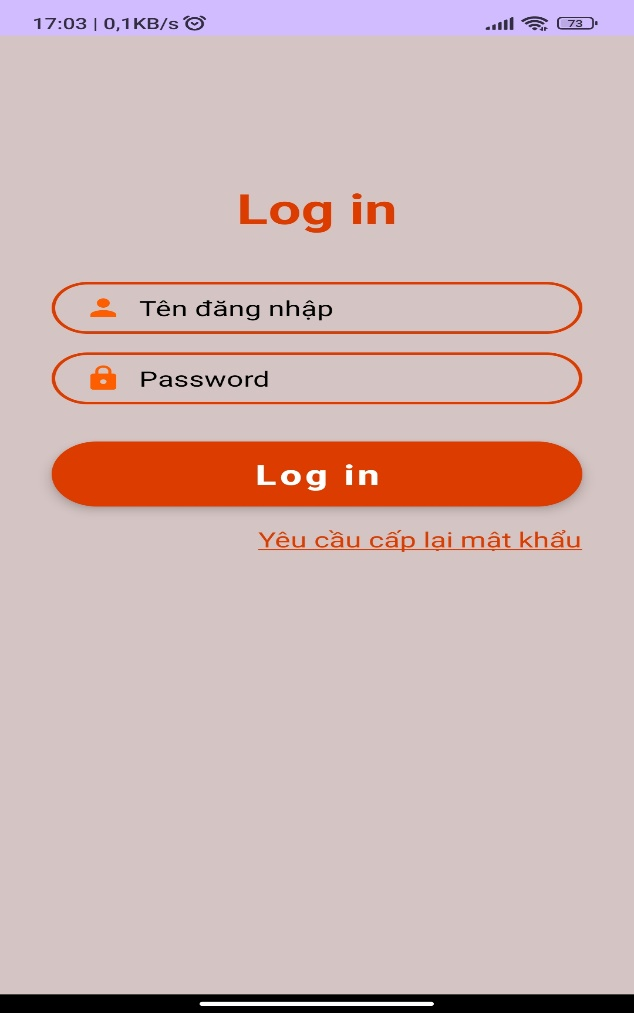 17:03 | 0,1KB/s 73
Log in
Tên đăng nhập
Password
Log in
Yêu cầu cấp lại mật khẩu